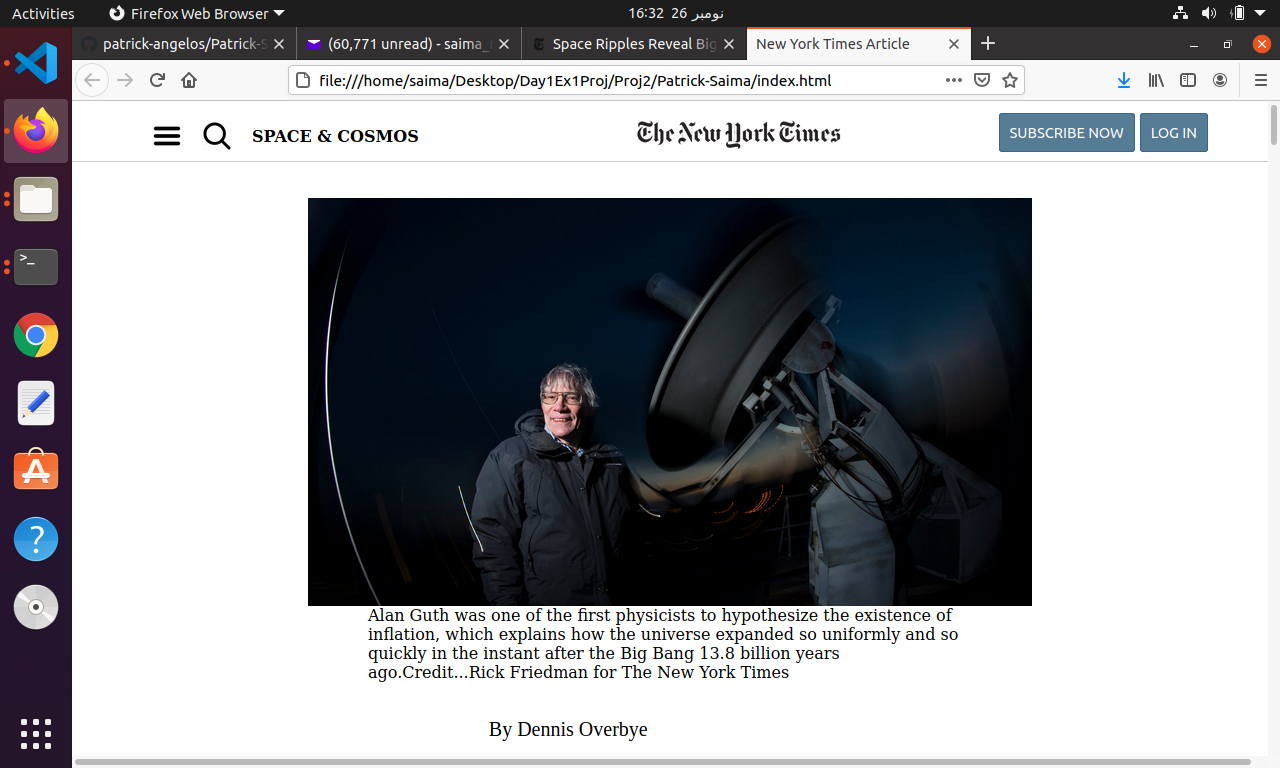 Activities Firefox Web Browser 16:32 26 نومبر
patrick-angelos/Patrick-S (60,771 unread) - saima_ Space Ripples Reveal Big New York Times Article
file:///home/saima/Desktop/Day1Ex1Proj/Proj2/Patrick-Saima/index.html
SPACE & COSMOS The New York Times SUBSCRIBE NOW LOG IN
Alan Guth was one of the first physicists to hypothesize the existence of
inflation, which explains how the universe expanded so uniformly and so
quickly in the instant after the Big Bang 13.8 billion years
ago.Credit...Rick Friedman for The New York Times
By Dennis Overbye